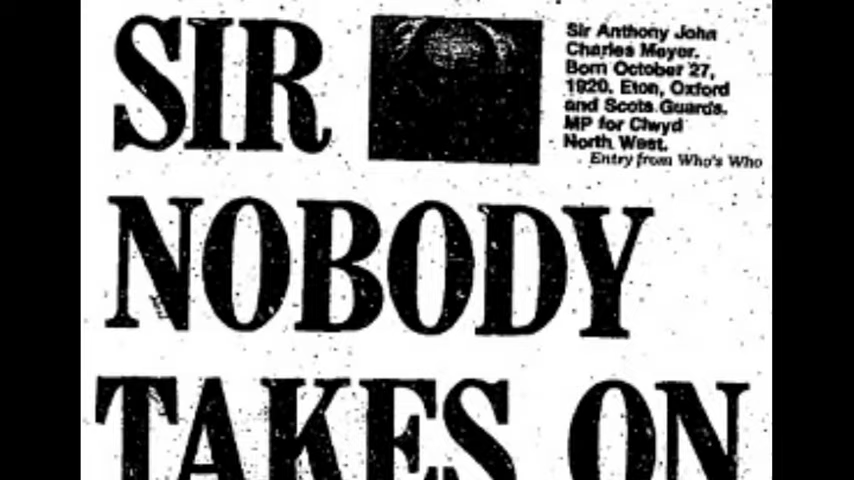 SIR
Sir Anthony John
Charles Meyer.
Born October 27,
1920. Eton, Oxford
and Scots Guards.
MP for Clwyd
North West.
Entry from Who's Who
NOBODY
TAKES ON